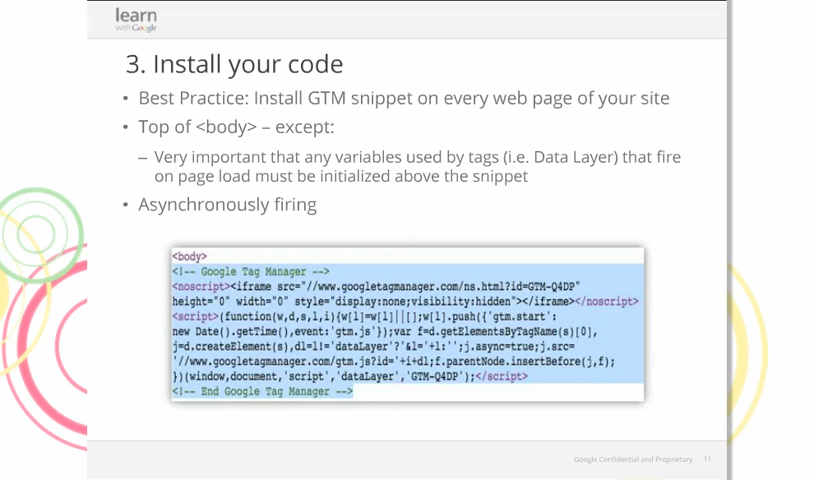 learn
with Google
3. Install your code
• Best Practice: Install GTM snippet on every web page of your site
• Top of <body> – except:
– Very important that any variables used by tags (i.e. Data Layer) that fire
on page load must be initialized above the snippet
• Asynchronously firing
<body>
<!-- Google Tag Manager -->
<noscript><iframe src="//www.googletagmanager.com/ns.html?id=GTM-Q4DP"
height="0" width="0" style="display:none;visibility:hidden"></iframe></noscript>
<script>(function(w,d,s,l,i){w[l]=w[l]||[];w[l].push({'gtm.start':
new Date().getTime(),event:'gtm.js'});var f=d.getElementsByTagName(s)[0],
j=d.createElement(s),dl=l!='dataLayer'?'&l='+l:'';j.async=true;j.src=
'//www.googletagmanager.com/gtm.js?id='+i+dl;f.parentNode.insertBefore(j,f);
})(window,document,'script','dataLayer','GTM-Q4DP');</script>
<!-- End Google Tag Manager -->
Google Confidential and Proprietary 11